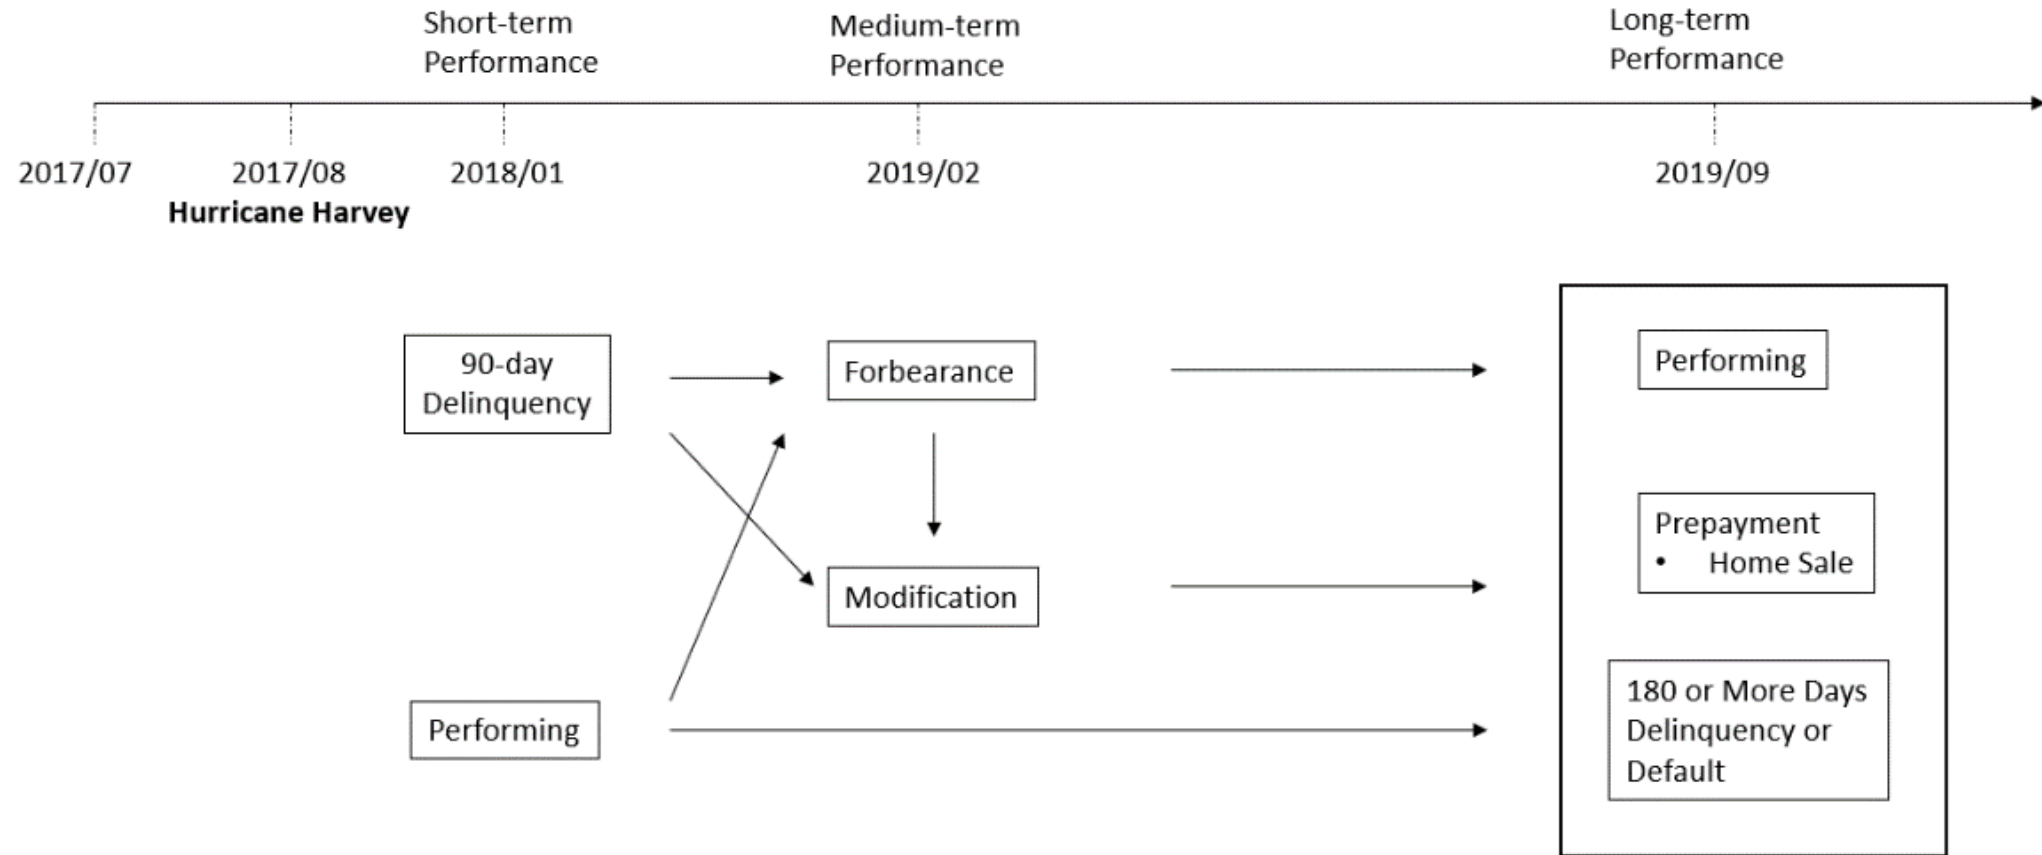 Short-term
Performance
Medium-term
Performance
Long-term
Performance
2017/07
2017/08
2018/01
2019/02
2019/09
Hurricane Harvey
90-day
Delinquency
Forbearance
Performing
Prepayment
• Home Sale
Modification
Performing
180 or More Days
Delinquency or
Default